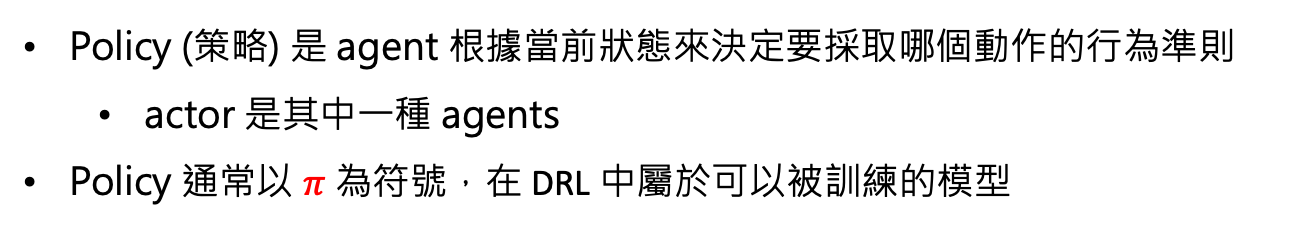 • Policy (策略) 是 agent 根據當前狀態來決定要採取哪個動作的行為準則
• actor 是其中一種 agents
• Policy 通常以 π 為符號，在 DRL 中屬於可以被訓練的模型